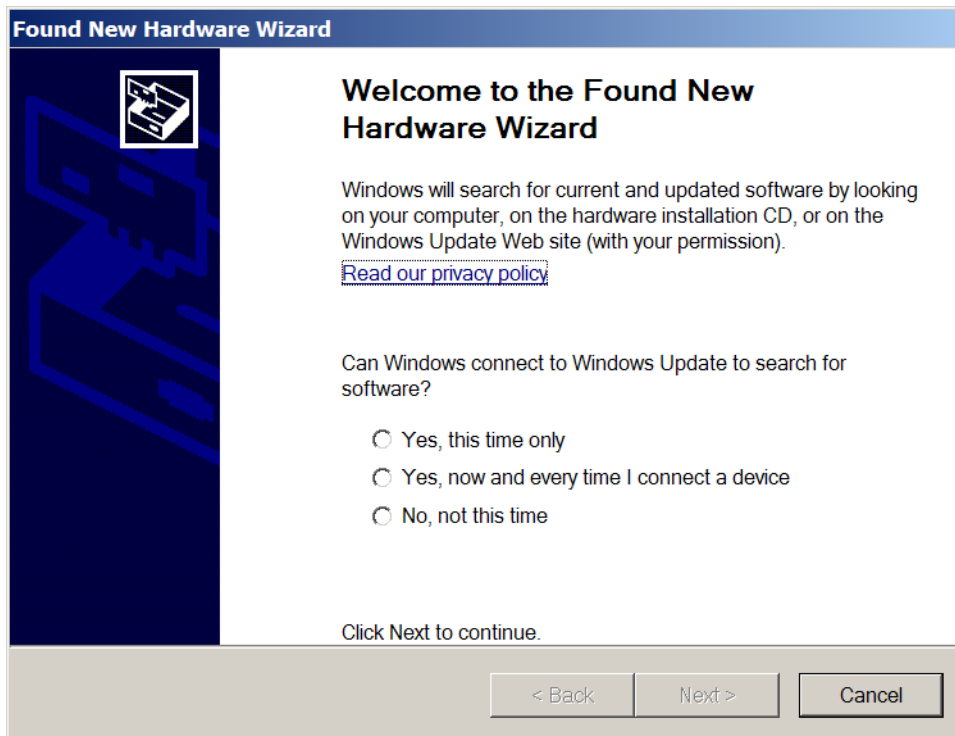 Found New Hardware Wizard
Welcome to the Found New
Hardware Wizard
Windows will search for current and updated software by looking
on your computer, on the hardware installation CD, or on the
Windows Update Web site (with your permission).
Read our privacy policy
Can Windows connect to Windows Update to search for
software?
Yes, this time only
Yes, now and every time I connect a device
No, not this time
Click Next to continue.
< Back Next > Cancel